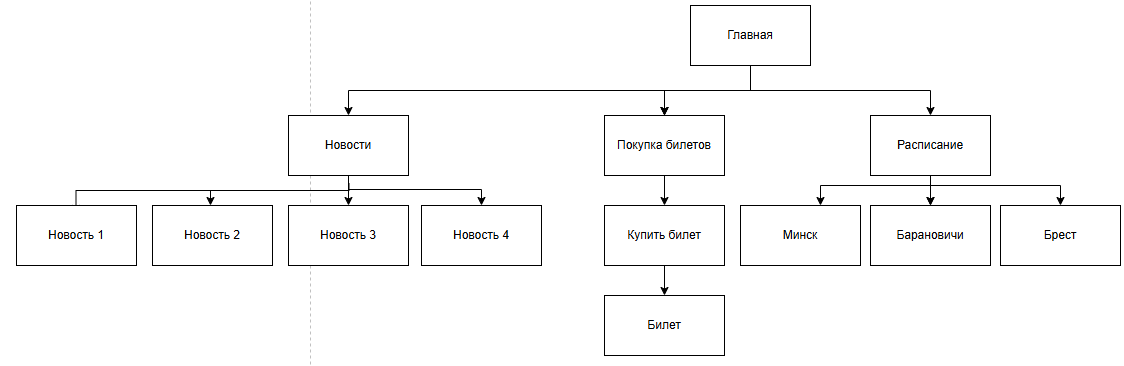 Главная
Новости
Покупка билетов
Расписание
Новость 1
Новость 2
Новость 3
Новость 4
Купить билет
Минск
Барановичи
Брест
Билет